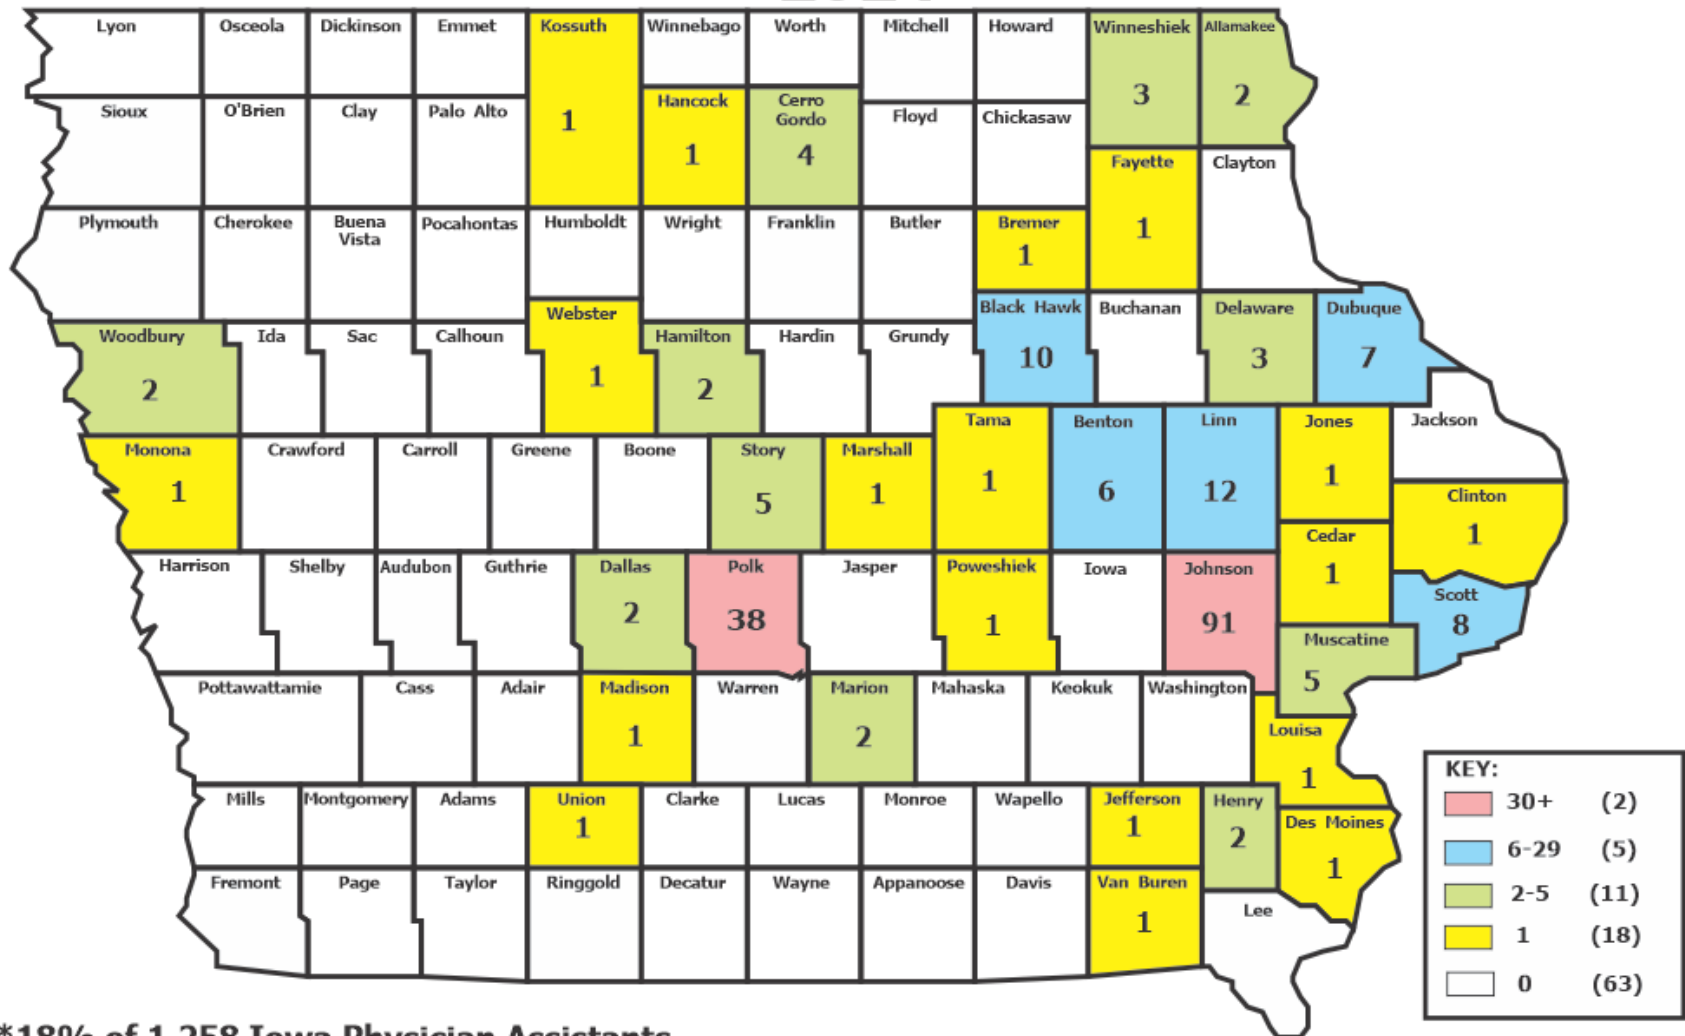 Lyon
Osceola
Dickinson
Emmet
Kossuth
1
Winnebago
Worth
Mitchell
Howard
Winneshiek
3
Allamakee
2
Sioux
O'Brien
Clay
Palo Alto
Hancock
1
Cerro
Gordo
4
Floyd
Chickasaw
Fayette
1
Clayton
Plymouth
Cherokee
Buena
Vista
Pocahontas
Humboldt
Wright
Franklin
Butler
Bremer
1
Black Hawk
10
Buchanan
Delaware
3
Dubuque
7
Woodbury
2
Ida
Sac
Calhoun
Webster
1
Hamilton
2
Hardin
Grundy
Tama
1
Benton
6
Linn
12
Jones
1
Jackson
Monona
1
Crawford
Carroll
Greene
Boone
Story
5
Marshall
1
Clinton
1
Cedar
1
Harrison
Shelby
Audubon
Guthrie
Dallas
2
Polk
38
Jasper
Poweshiek
1
Iowa
Johnson
91
Scott
8
Muscatine
5
Pottawattamie
Cass
Adair
Madison
1
Warren
Marion
2
Mahaska
Keokuk
Washington
Louisa
1
Mills
Montgomery
Adams
Union
1
Clarke
Lucas
Monroe
Wapello
Jefferson
1
Henry
2
Des Moines
1
Fremont
Page
Taylor
Ringgold
Decatur
Wayne
Appanoose
Davis
Van Buren
1
Lee
KEY:
30+ (2)
6-29 (5)
2-5 (11)
1 (18)
0 (63)
*18% of 1,258 Iowa Physician Assistants